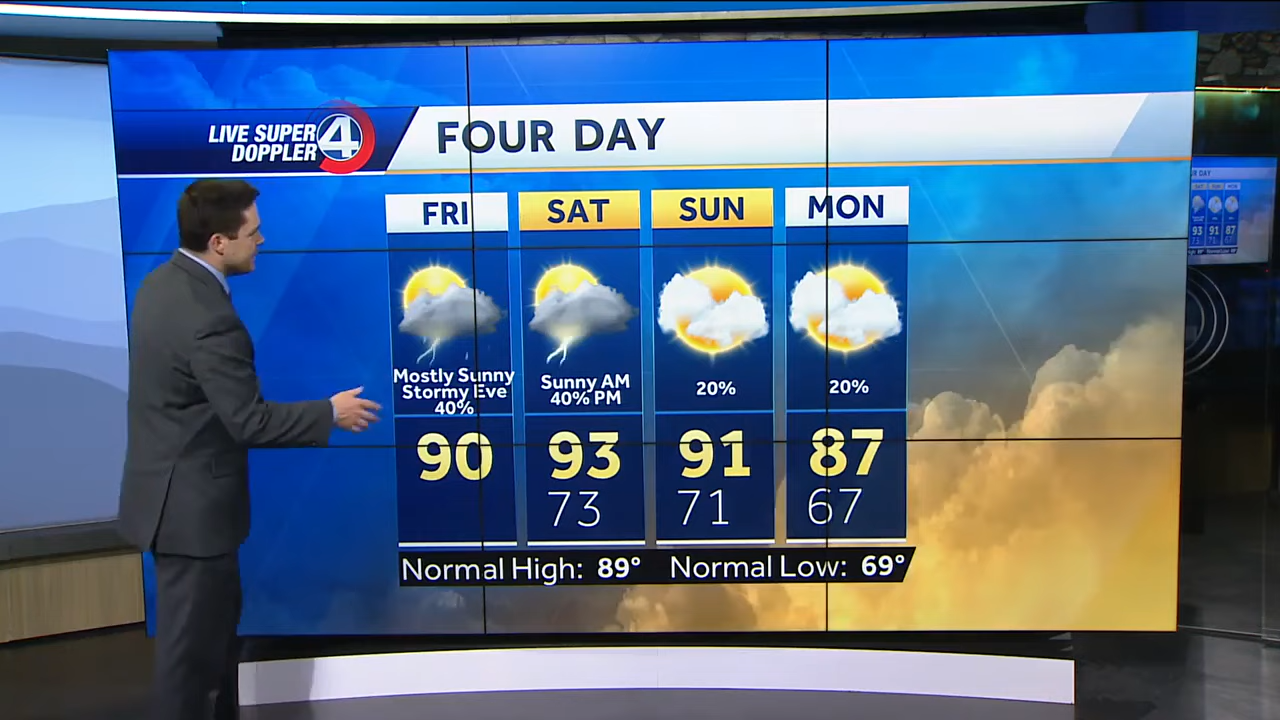 LIVE SUPER
DOPPLER
4
FOUR DAY
FRI
SAT
SUN
MON
Mostly Sunny
Stormy Eve
40%
Sunny AM
40% PM
20%
20%
90
93
91
87
73
71
67
Normal High: 89°
Normal Low: 69°